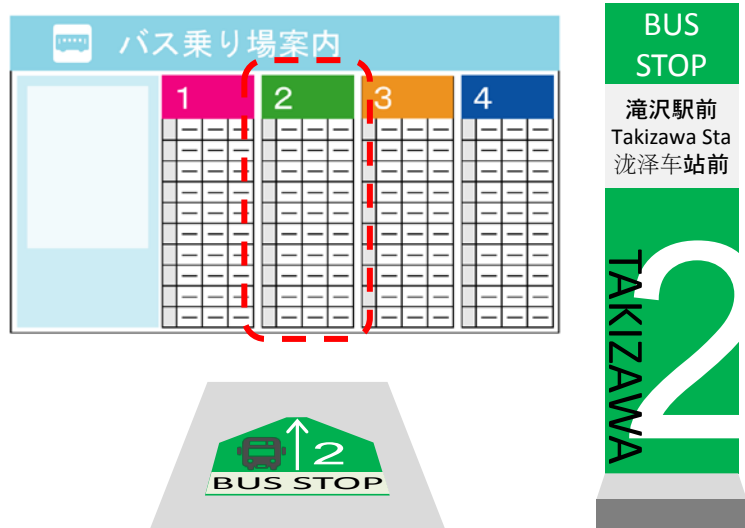 バス乗り場案内
1 2 3 4
BUS
STOP
滝沢駅前
Takizawa Sta
泷泽车站前
TAKIZAWA
2
2
BUS STOP